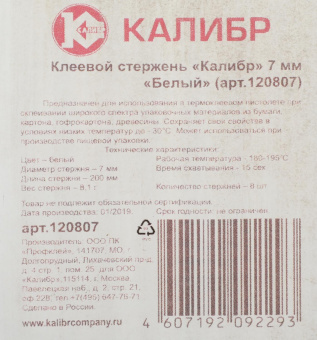 КАЛИБР
КАЛИБР
Клеевой стержень «Калибр» 7 мм
«Белый» (арт.120807)
Предназначен для использования в термоклеевом пистолете при
склеивании широкого спектра упаковочных материалов из бумаги,
картона, гофрокартона, древесины. Сохраняет свои свойства в
условиях низких температур до - 30°С. Может использоваться при
производстве пищевой упаковки.
Технические характеристики:
Цвет – Белый
Диаметр стержня – 7 мм
Длина стержня – 200 мм
Вес стержня – 8,1 г.
Рабочая температура - 180-195°С
Время схватывания - 15 сек
Количество стержней – 8 шт
Товар не подлежит обязательной сертификации.
Дата производства: 01/2019.
Срок годности не ограничен.
арт.120807
Производитель: ООО ПК
«Профклей», 141707, МО,
Долгопрудный, Лихачевский пр-
д, 4 стр. 1, пом. 25, для ООО
«Калибр», 115114, г. Москва,
Павелецкая наб., д. 2, стр. 21,
оф 228, тел +7(495) 647-76-71
Сделано в России.
www.kalibrcompany.ru
4 607192 092293